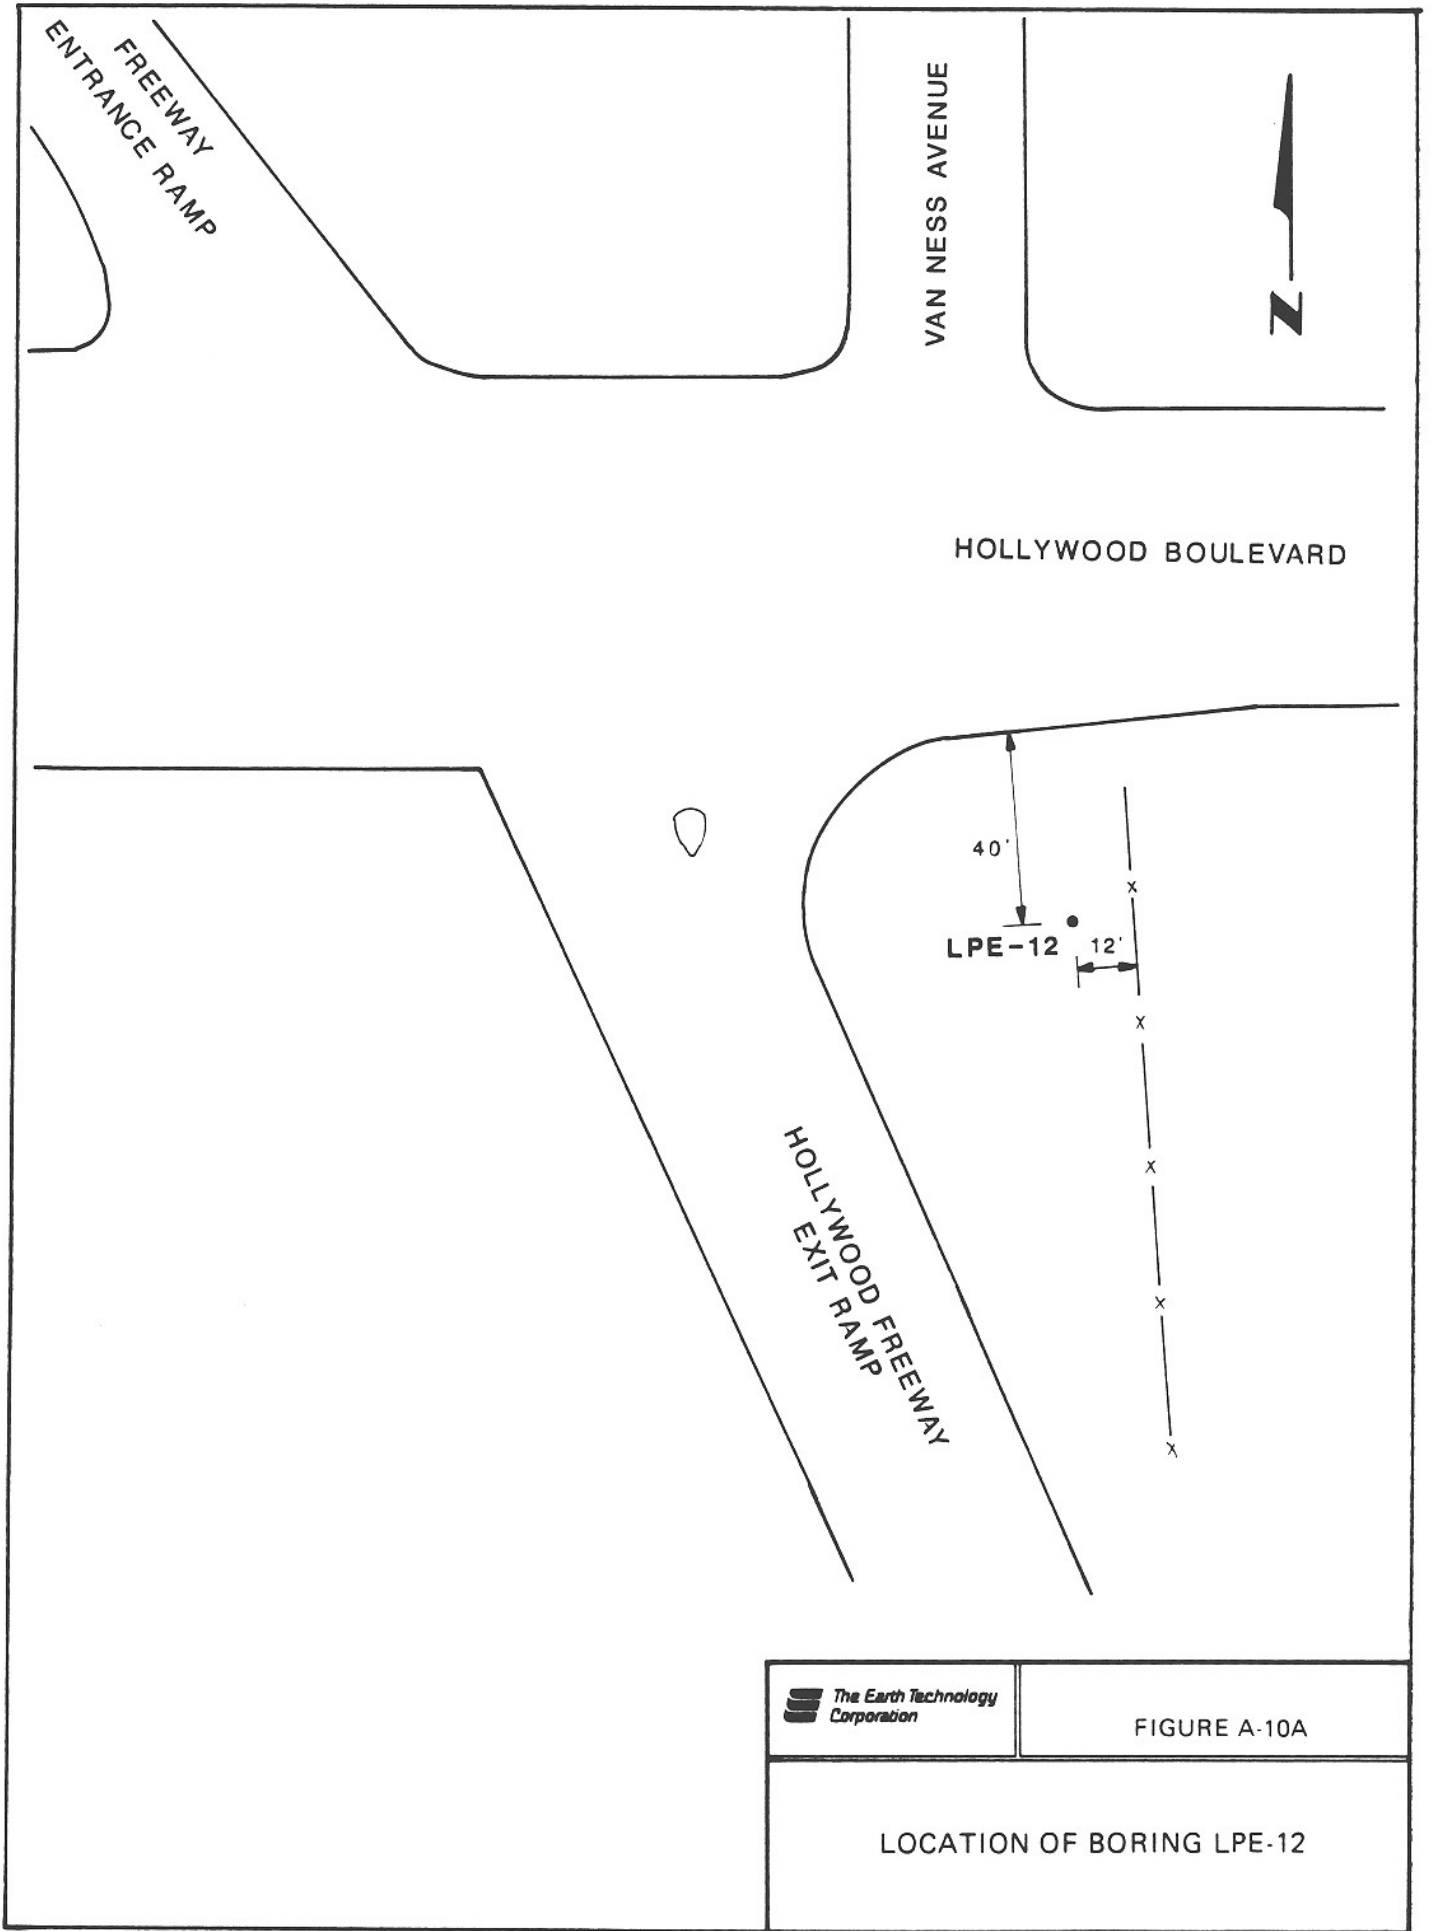 FREEWAY
ENTRANCE RAMP
VAN NESS AVENUE
N
HOLLYWOOD BOULEVARD
40'
LPE-12
12'
x
x
x
x
x
HOLLYWOOD FREEWAY
EXIT RAMP
The Earth Technology
Corporation
FIGURE A-10A
LOCATION OF BORING LPE-12